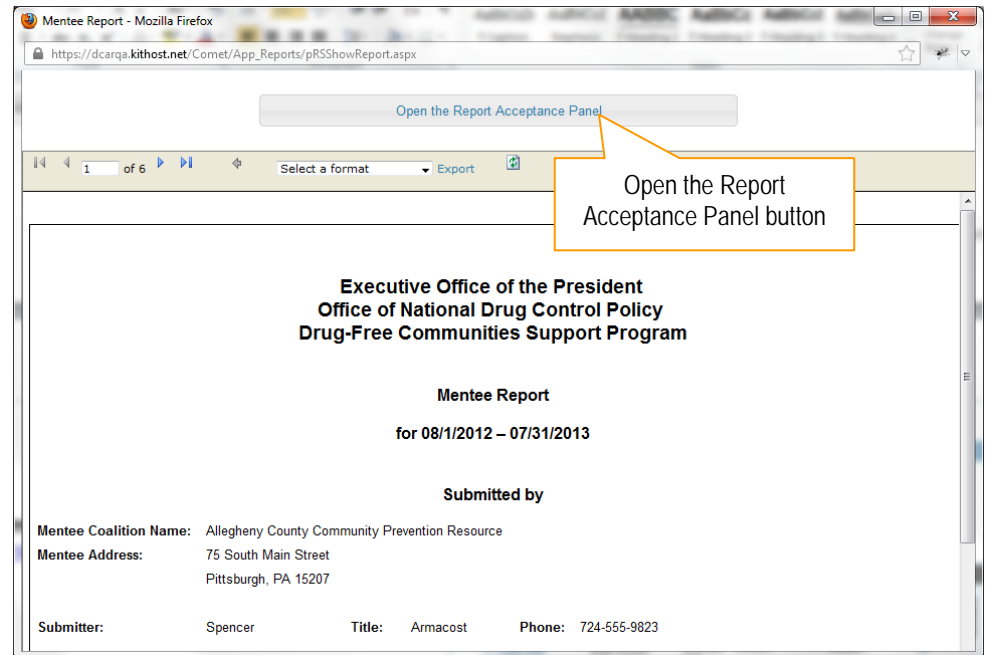 Mentee Report - Mozilla Firefox
https://dcarqa.kithost.net/Comet/App_Reports/pRSShowReport.aspx
Open the Report Acceptance Panel
1 of 6 Select a format Export
Open the Report
Acceptance Panel button
Executive Office of the President
Office of National Drug Control Policy
Drug-Free Communities Support Program
Mentee Report
for 08/1/2012 – 07/31/2013
Submitted by
Mentee Coalition Name: Allegheny County Community Prevention Resource
Mentee Address: 75 South Main Street
Pittsburgh, PA 15207
Submitter: Spencer Title: Armacost Phone: 724-555-9823